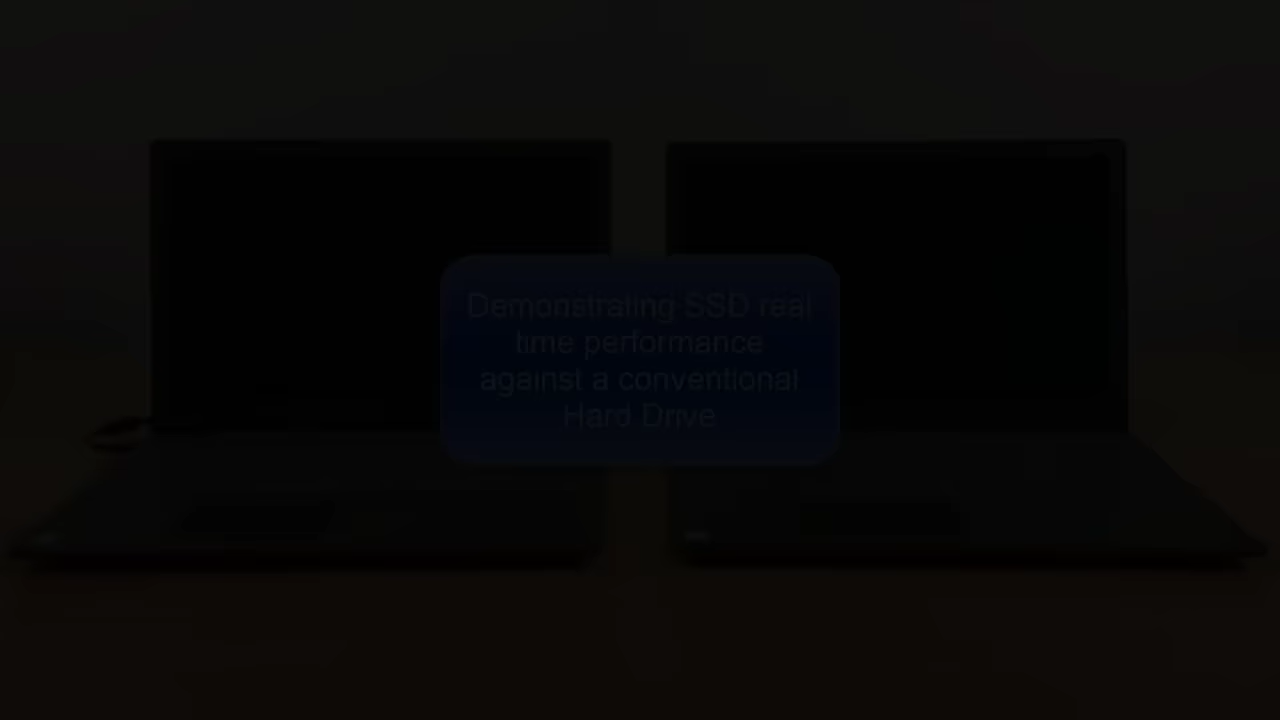 Demonstrating SSD real
time performance
against a conventional
Hard Drive